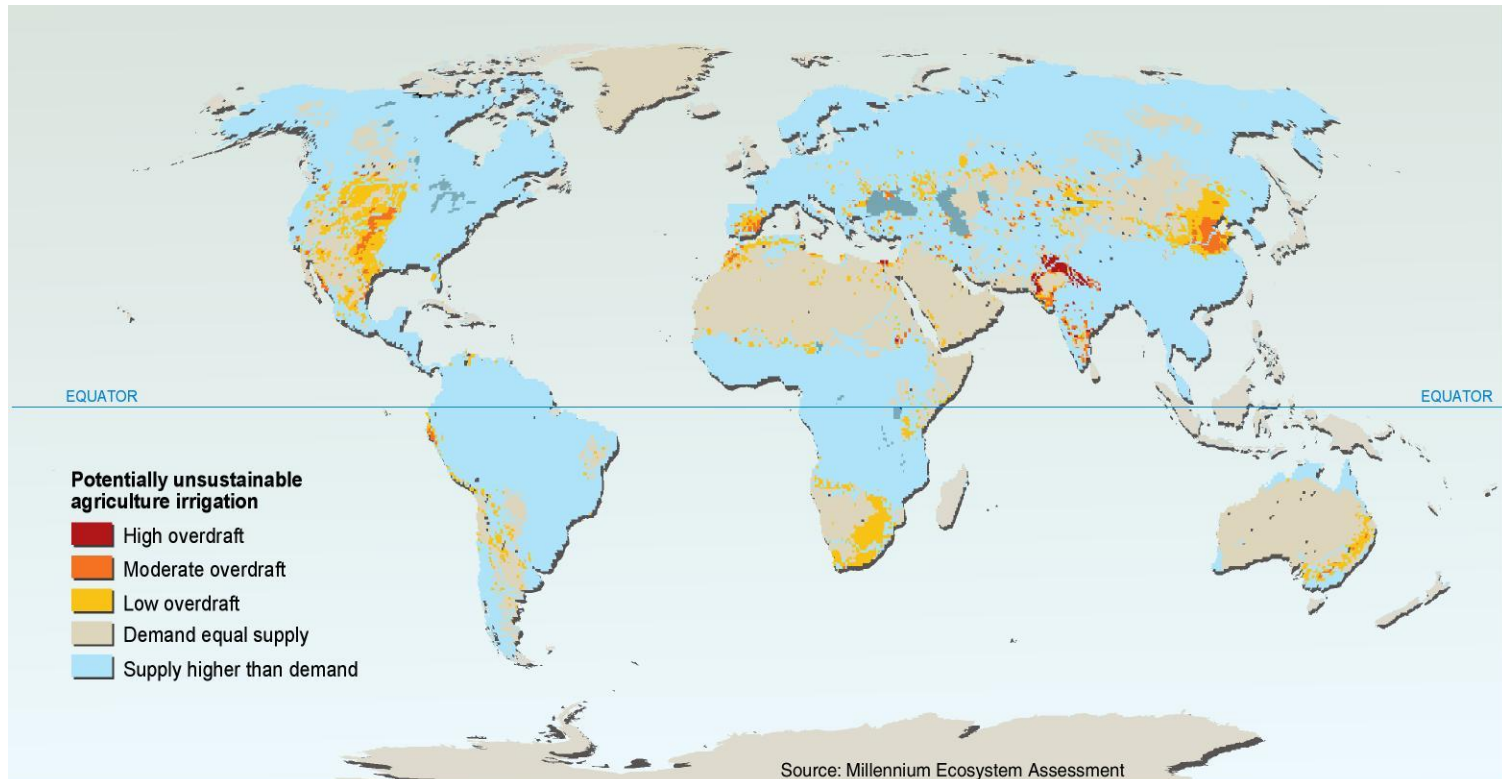 EQUATOR
EQUATOR
Potentially unsustainable
agriculture irrigation
High overdraft
Moderate overdraft
Low overdraft
Demand equal supply
Supply higher than demand
Source: Millennium Ecosystem Assessment